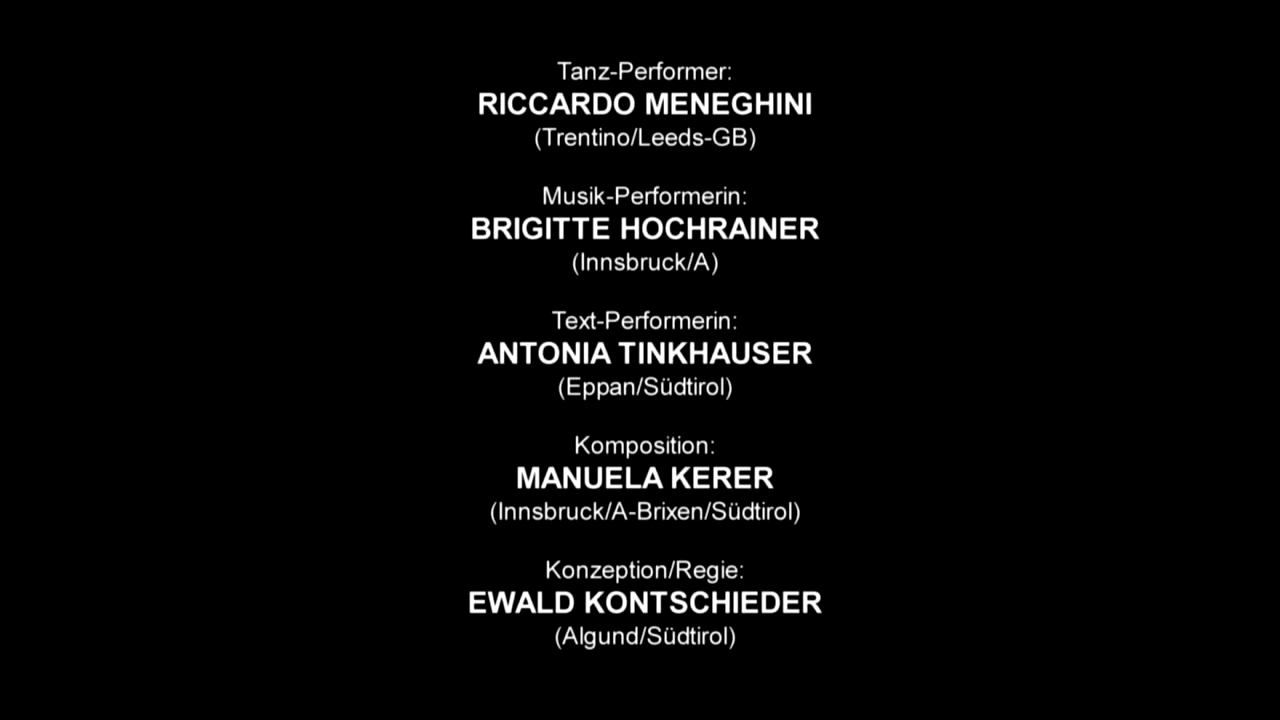 Tanz-Performer:
RICCARDO MENEGHINI
(Trentino/Leeds-GB)
Musik-Performerin:
BRIGITTE HOCHRAINER
(Innsbruck/A)
Text-Performerin:
ANTONIA TINKHAUSER
(Eppan/Südtirol)
Komposition:
MANUELA KERER
(Innsbruck/A-Brixen/Südtirol)
Konzeption/Regie:
EWALD KONTSCHIEDER
(Algund/Südtirol)